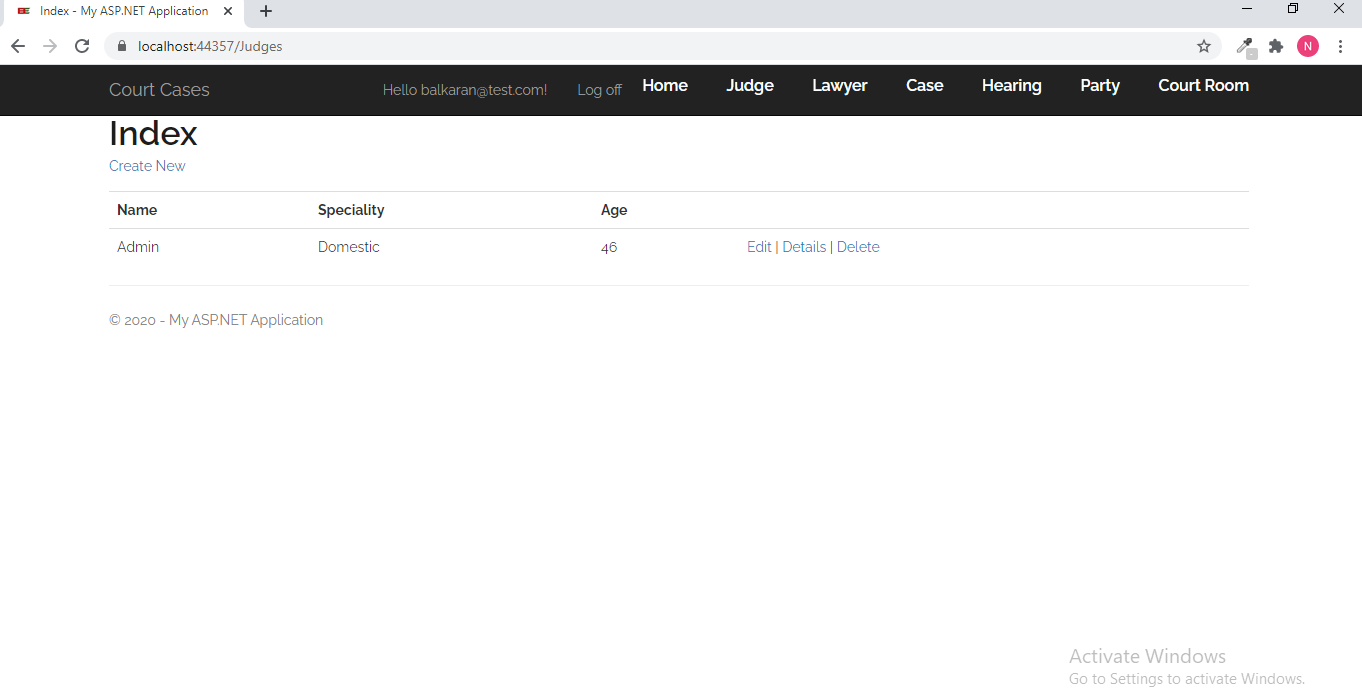 Index - My ASP.NET Application
localhost:44357/Judges
N
Court Cases Hello balkaran@test.com! Log off Home Judge Lawyer Case Hearing Party Court Room
Index
Create New
Name Speciality Age
Admin Domestic 46 Edit | Details | Delete
© 2020 - My ASP.NET Application
Activate Windows
Go to Settings to activate Windows.